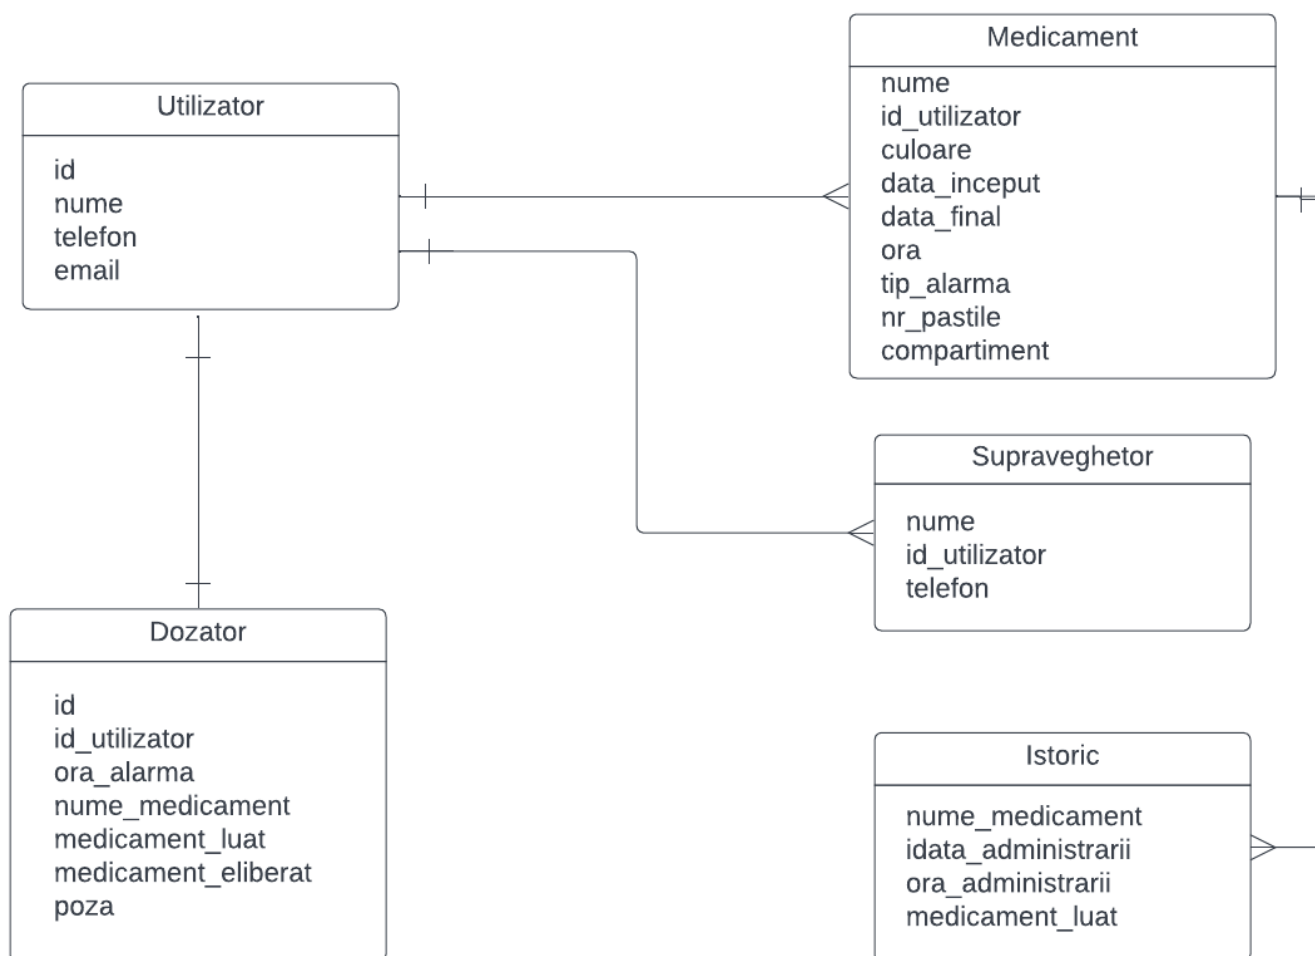 Utilizator
id
nume
telefon
email
Medicament
nume
id_utilizator
culoare
data_inceput
data_final
ora
tip_alarma
nr_pastile
compartiment
Supraveghetor
nume
id_utilizator
telefon
Dozator
id
id_utilizator
ora_alarma
nume_medicament
medicament_luat
medicament_eliberat
poza
Istoric
nume_medicament
idata_administrarii
ora_administrarii
medicament_luat